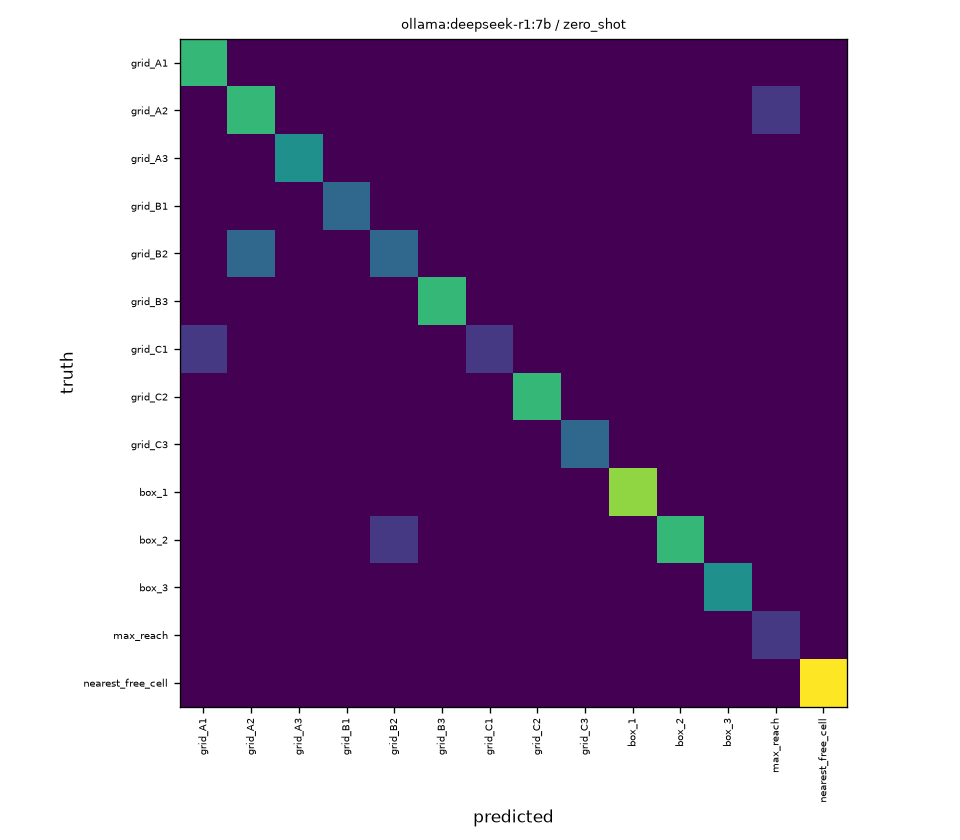 ollama:deepseek-r1:7b / zero_shot
grid_A1
grid_A2
grid_A3
grid_B1
grid_B2
grid_B3
grid_C1
grid_C2
grid_C3
box_1
box_2
box_3
max_reach
nearest_free_cell
truth
grid_A1
grid_A2
grid_A3
grid_B1
grid_B2
grid_B3
grid_C1
grid_C2
grid_C3
box_1
box_2
box_3
max_reach
nearest_free_cell
predicted